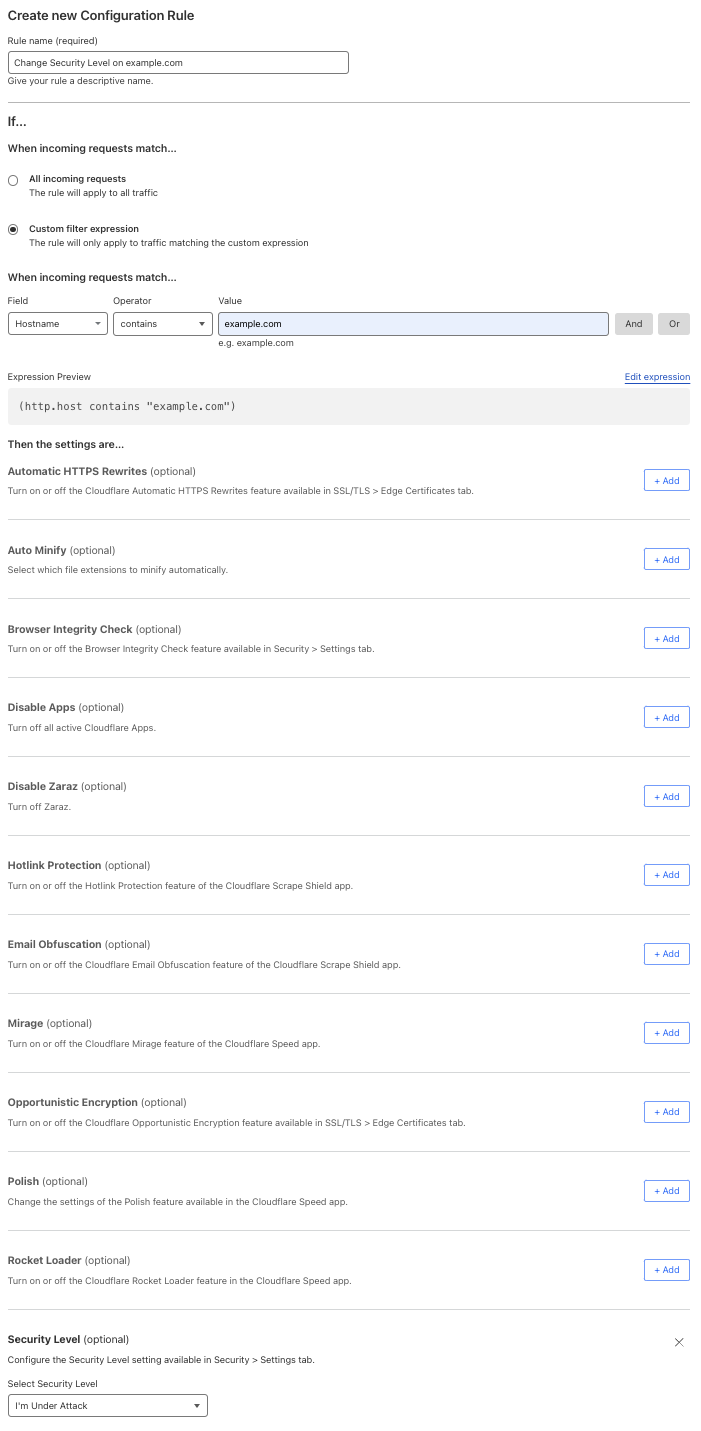 Create new Configuration Rule
Rule name (required)
Change Security Level on example.com
Give your rule a descriptive name.
If...
When incoming requests match...
All incoming requests
The rule will apply to all traffic
Custom filter expression
The rule will only apply to traffic matching the custom expression
When incoming requests match...
Field Operator Value
Hostname contains example.com And Or
e.g. example.com
Expression Preview Edit expression
(http.host contains "example.com")
Then the settings are...
Automatic HTTPS Rewrites (optional)
+ Add
Turn on or off the Cloudflare Automatic HTTPS Rewrites feature available in SSL/TLS > Edge Certificates tab.
Auto Minify (optional)
+ Add
Select which file extensions to minify automatically.
Browser Integrity Check (optional)
+ Add
Turn on or off the Browser Integrity Check feature available in Security > Settings tab.
Disable Apps (optional)
+ Add
Turn off all active Cloudflare Apps.
Disable Zaraz (optional)
+ Add
Turn off Zaraz.
Hotlink Protection (optional)
+ Add
Turn on or off the Hotlink Protection feature of the Cloudflare Scrape Shield app.
Email Obfuscation (optional)
+ Add
Turn on or off the Cloudflare Email Obfuscation feature of the Cloudflare Scrape Shield app.
Mirage (optional)
+ Add
Turn on or off the Cloudflare Mirage feature of the Cloudflare Speed app.
Opportunistic Encryption (optional)
+ Add
Turn on or off the Cloudflare Opportunistic Encryption feature available in SSL/TLS > Edge Certificates tab.
Polish (optional)
+ Add
Change the settings of the Polish feature available in the Cloudflare Speed app.
Rocket Loader (optional)
+ Add
Turn on or off the Cloudflare Rocket Loader feature in the Cloudflare Speed app.
Security Level (optional)
Configure the Security Level setting available in Security > Settings tab.
Select Security Level
I'm Under Attack